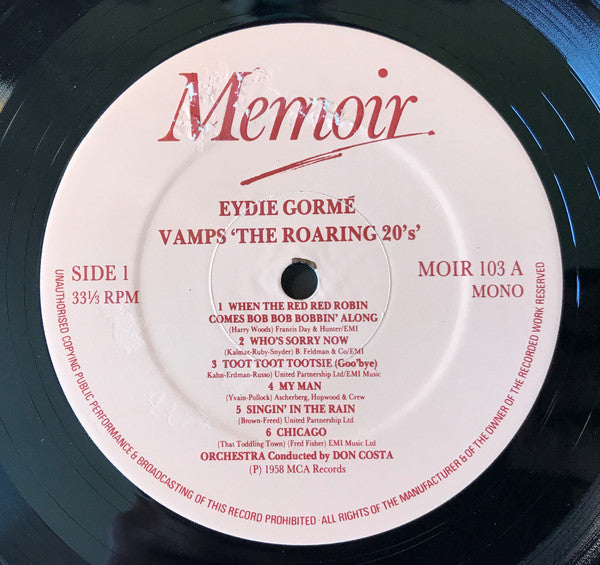 Memoir.
EYDIE GORMÉ
VAMPS ‘THE ROARING 20’s’
SIDE 1
33⅓ RPM
MOIR 103 A
MONO
1 WHEN THE RED RED ROBIN
COMES BOB BOB BOBBIN’ ALONG
(Harry Woods) Francis Day & Hunter/EMI
2 WHO’S SORRY NOW
(Kalmar-Ruby-Snyder) B. Feldman & Co/EMI
3 TOOT TOOT TOOTSIE (Goo’bye)
Kahn-Erdman-Russo) United Partnership Ltd/EMI Music
4 MY MAN
(Yvain-Pollock) Ascherberg, Hopwood & Crew
5 SINGIN’ IN THE RAIN
(Brown-Freed) United Partnership Ltd
6 CHICAGO
(That Toddling Town) (Fred Fisher) EMI Music Ltd
ORCHESTRA Conducted by DON COSTA
(P) 1958 MCA Records
UNAUTHORISED COPYING PUBLIC PERFORMANCE & BROADCASTING OF THIS RECORD PROHIBITED · ALL RIGHTS OF THE MANUFACTURER & OF THE OWNER OF THE RECORDED WORK RESERVED